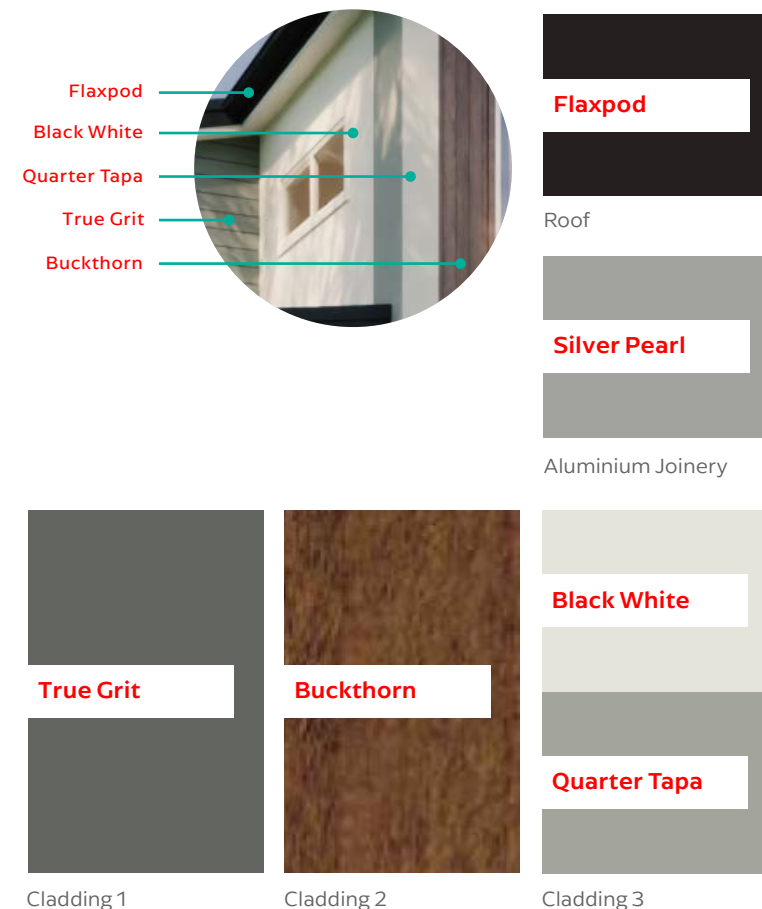 Flaxpod
Black White
Quarter Tapa
True Grit
Buckthorn
Flaxpod
Roof
Silver Pearl
Aluminium Joinery
True Grit
Cladding 1
Buckthorn
Cladding 2
Black White
Quarter Tapa
Cladding 3